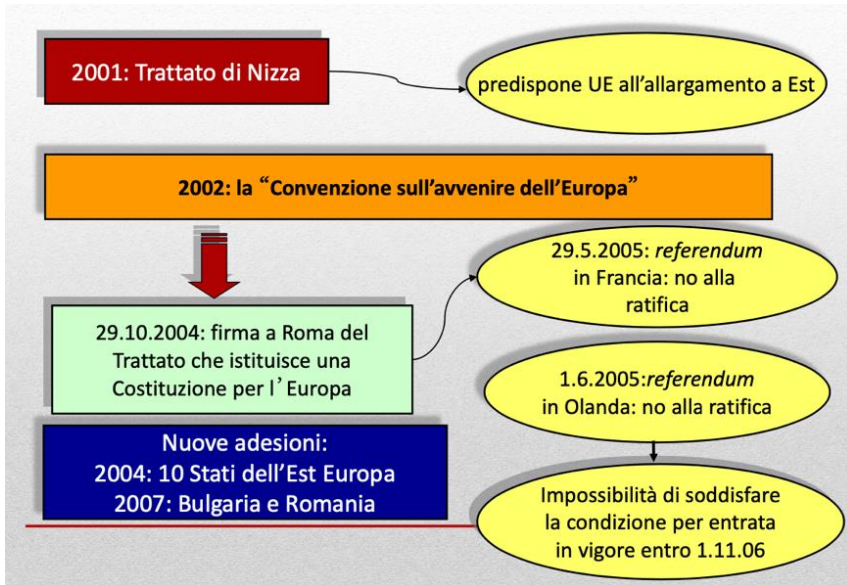 2001: Trattato di Nizza
predispone UE all’allargamento a Est
2002: la “Convenzione sull’avvenire dell’Europa”
29.10.2004: firma a Roma del
Trattato che istituisce una
Costituzione per l’Europa
29.5.2005: referendum
in Francia: no alla
ratifica
1.6.2005:referendum
in Olanda: no alla ratifica
Nuove adesioni:
2004: 10 Stati dell’Est Europa
2007: Bulgaria e Romania
Impossibilità di soddisfare
la condizione per entrata
in vigore entro 1.11.06